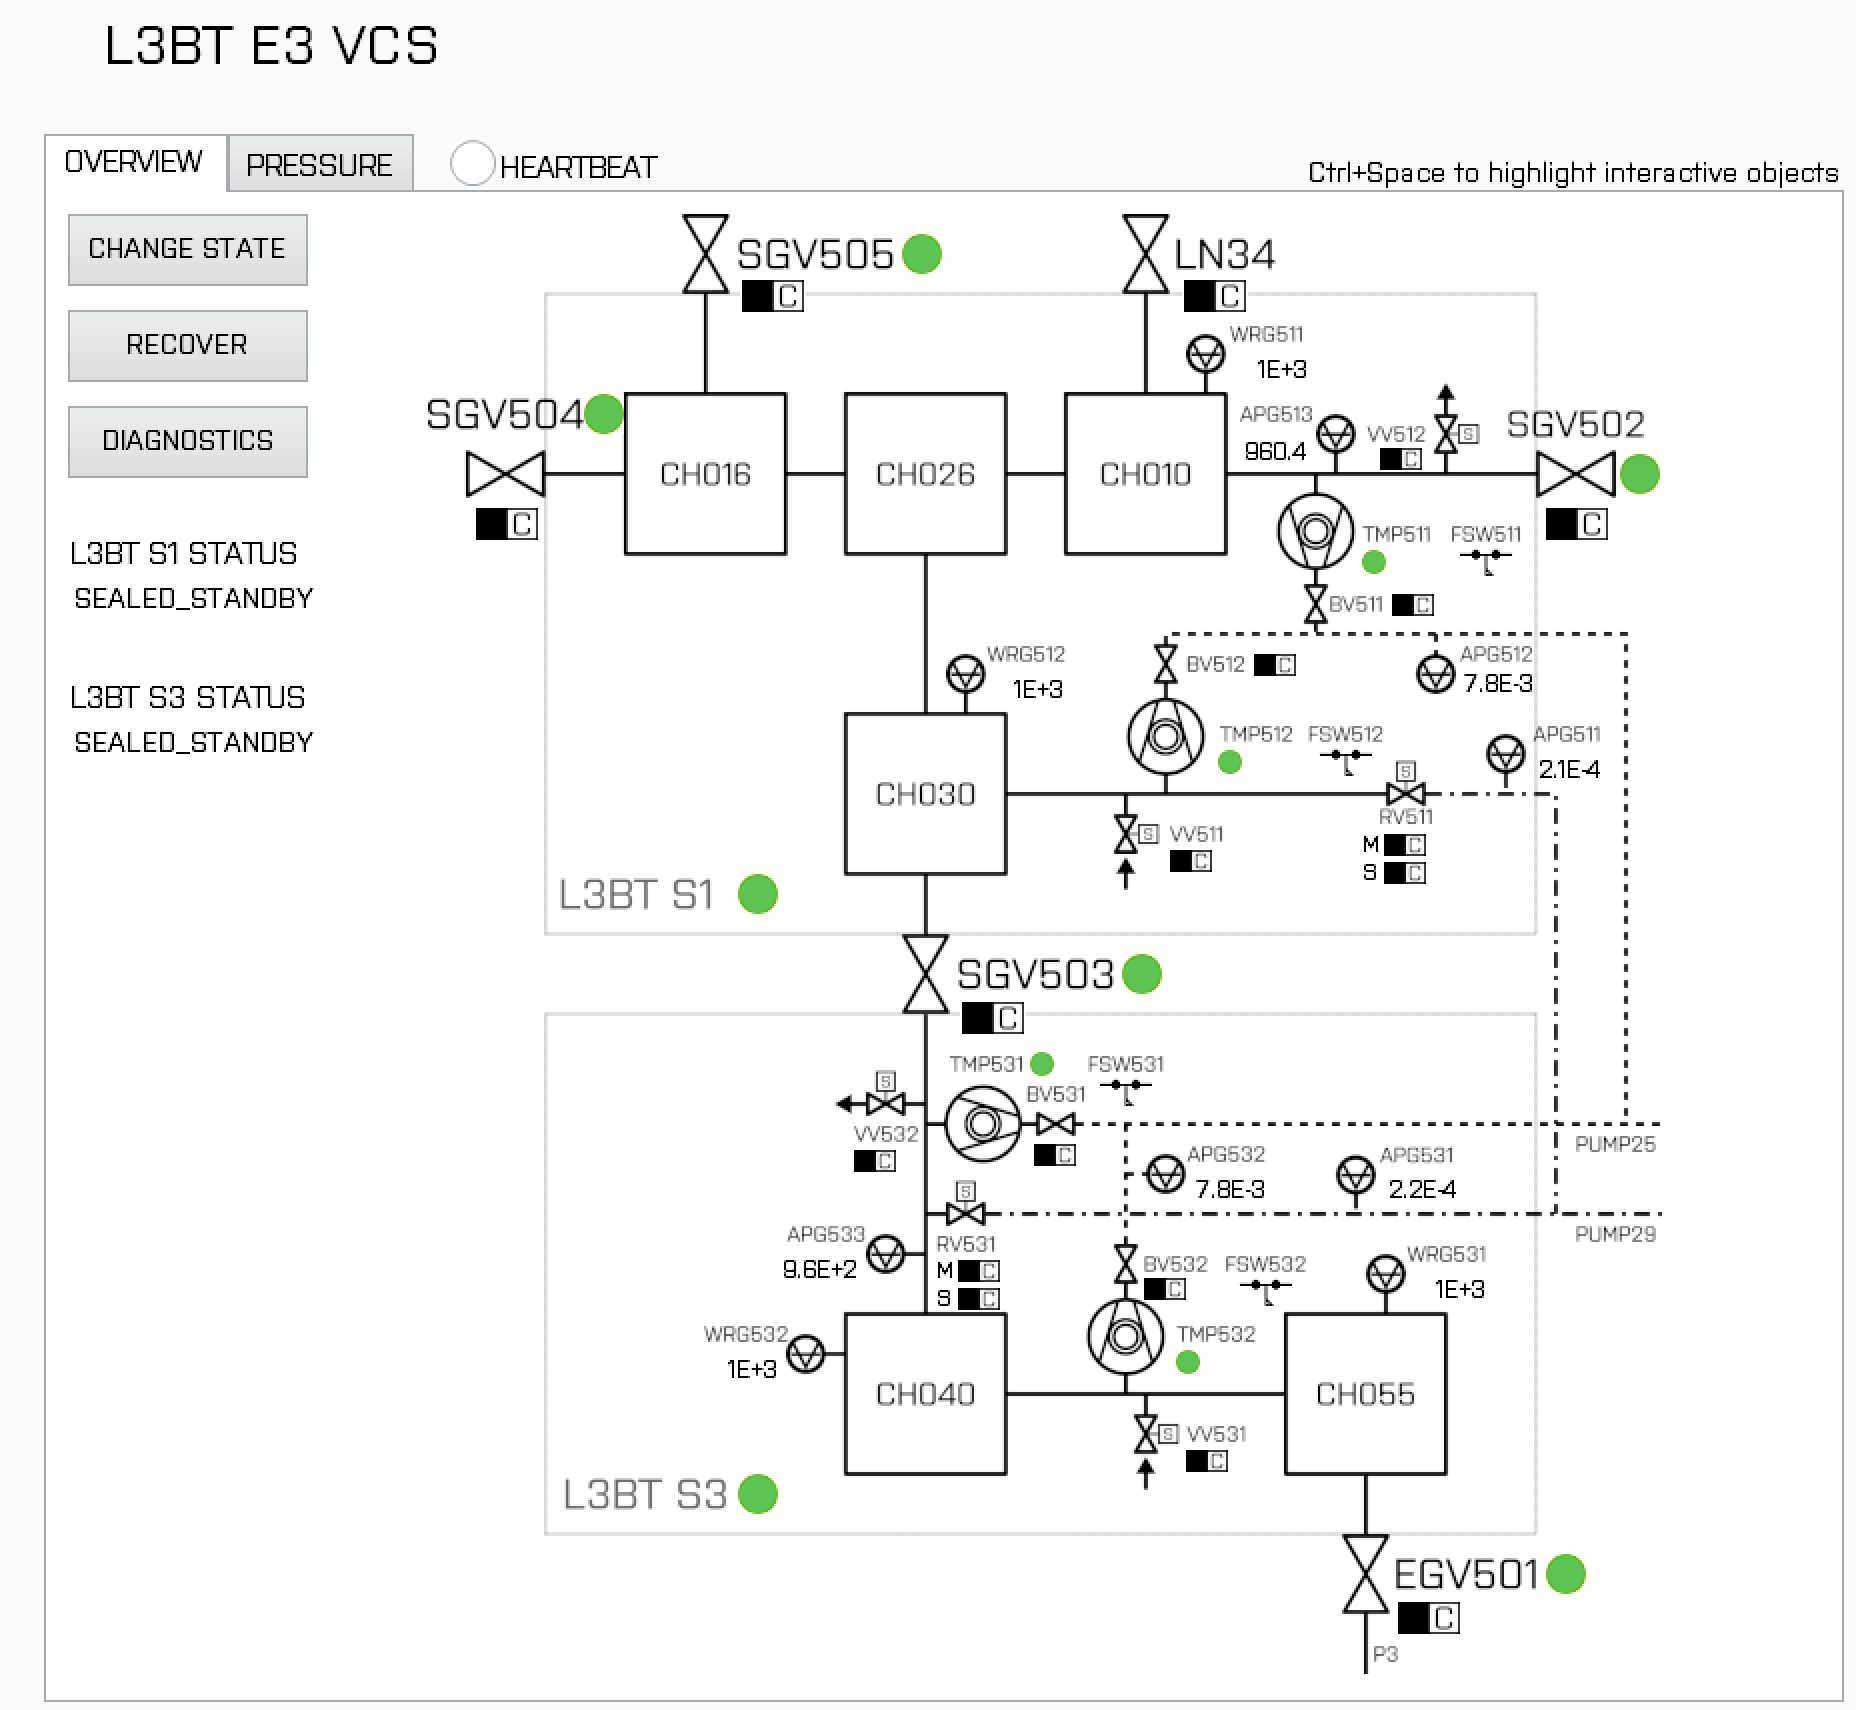 L3BT E3 VCS
OVERVIEW
PRESSURE
HEARTBEAT
Ctrl+Space to highlight interactive objects
CHANGE STATE
RECOVER
DIAGNOSTICS
L3BT S1 STATUS
SEALED_STANDBY
L3BT S3 STATUS
SEALED_STANDBY
SGV505
C
LN34
C
WRG511
1E+3
SGV504
C
CH016
CH026
CH010
APG513
960.4
VV512
C
S
SGV502
C
TMP511
FSW511
BV511
C
WRG512
1E+3
BV512
C
APG512
7.8E-3
TMP512
FSW512
APG511
2.1E-4
CH030
S
RV511
M
C
S
C
S
VV511
C
L3BT S1
SGV503
C
TMP531
FSW531
S
BV531
C
VV532
C
PUMP25
APG532
7.8E-3
APG531
2.2E-4
S
PUMP29
APG533
9.6E+2
RV531
M
C
S
C
BV532
C
FSW532
WRG531
1E+3
WRG532
1E+3
TMP532
CH040
CH055
S
VV531
C
L3BT S3
EGV501
C
P3